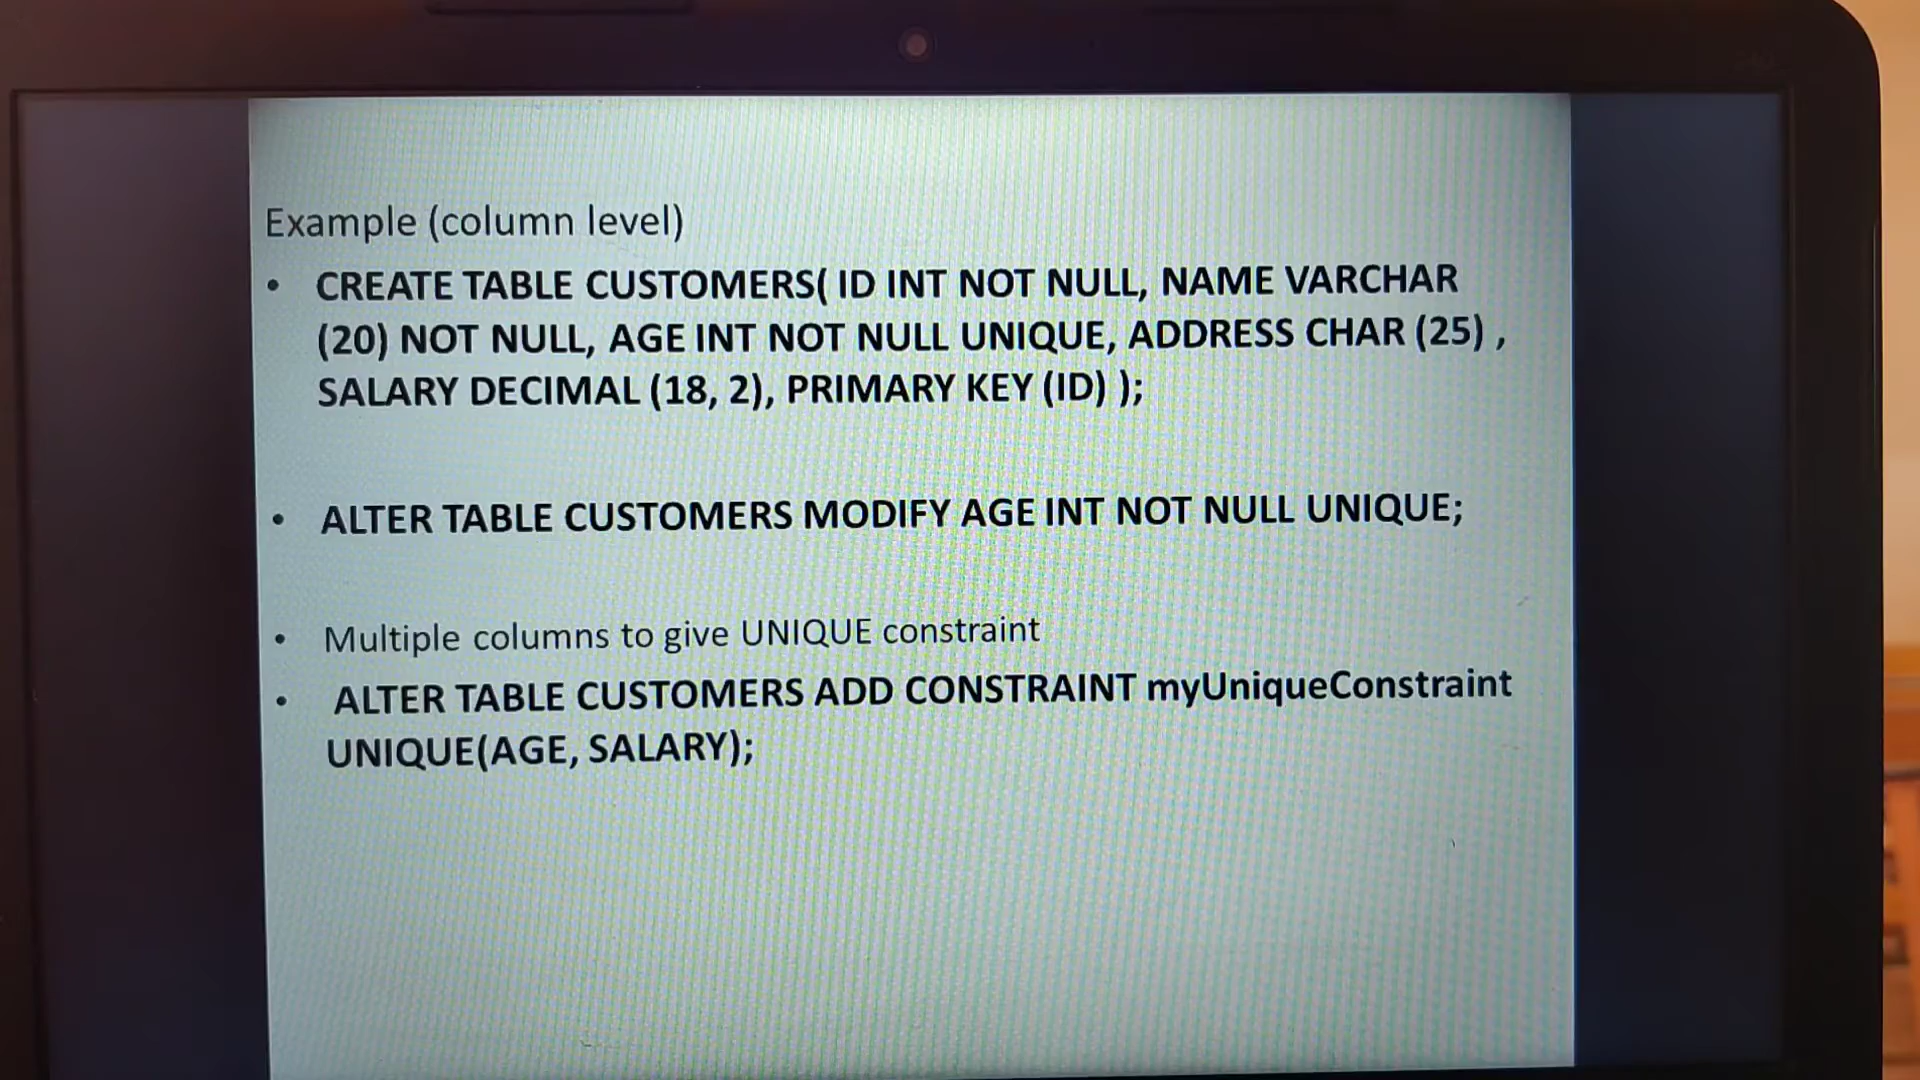 Example (column level)
• CREATE TABLE CUSTOMERS( ID INT NOT NULL, NAME VARCHAR
(20) NOT NULL, AGE INT NOT NULL UNIQUE, ADDRESS CHAR (25) ,
SALARY DECIMAL (18, 2), PRIMARY KEY (ID) );
• ALTER TABLE CUSTOMERS MODIFY AGE INT NOT NULL UNIQUE;
• Multiple columns to give UNIQUE constraint
• ALTER TABLE CUSTOMERS ADD CONSTRAINT myUniqueConstraint
UNIQUE(AGE, SALARY);